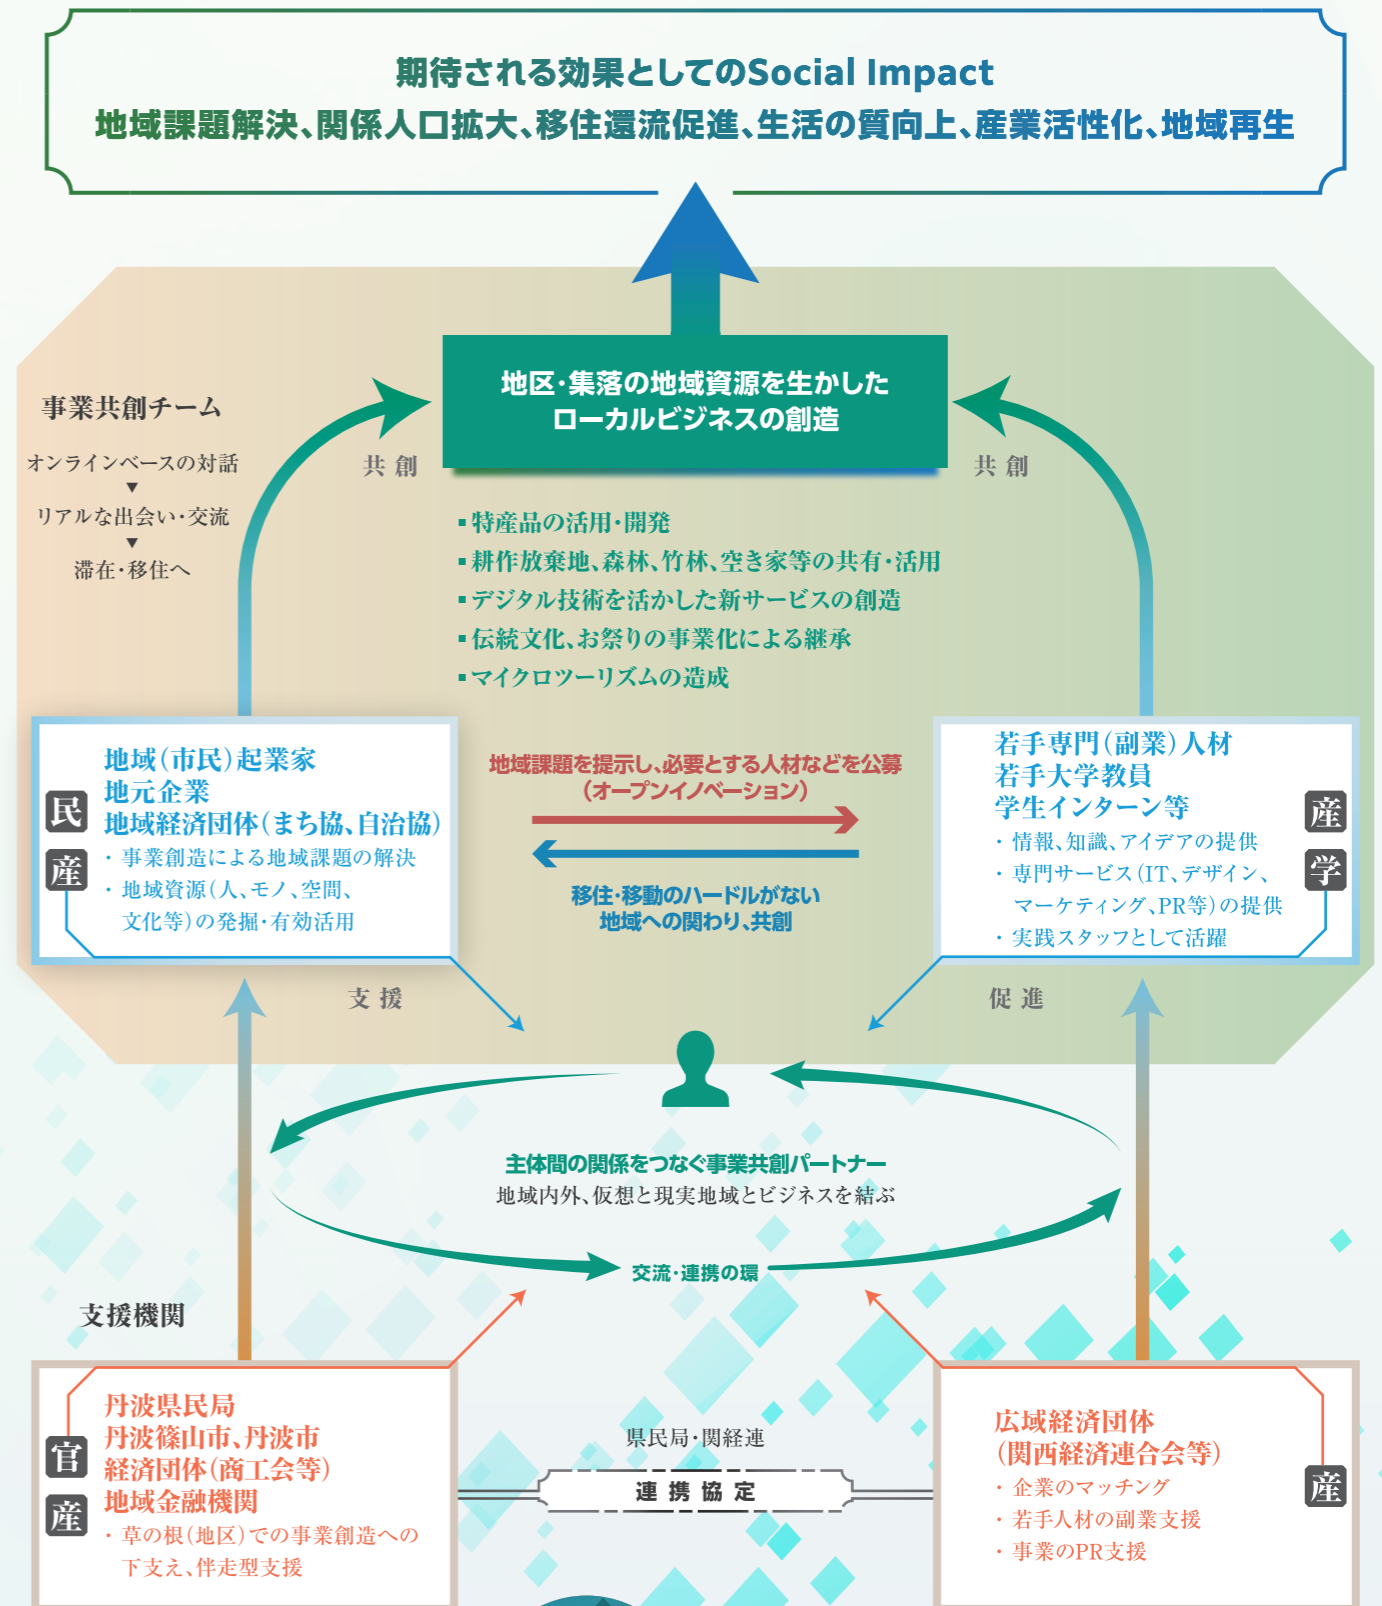 期待される効果としてのSocial Impact
地域課題解決、関係人口拡大、移住還流促進、生活の質向上、産業活性化、地域再生
地区・集落の地域資源を生かした
ローカルビジネスの創造
事業共創チーム
オンラインベースの対話
▼
リアルな出会い・交流
▼
滞在・移住へ
共創
共創
▪特産品の活用・開発
▪耕作放棄地、森林、竹林、空き家等の共有・活用
▪デジタル技術を活かした新サービスの創造
▪伝統文化、お祭りの事業化による継承
▪マイクロツーリズムの造成
民
産
地域(市民)起業家
地元企業
地域経済団体(まち協、自治協)
・事業創造による地域課題の解決
・地域資源(人、モノ、空間、
文化等)の発掘・有効活用
地域課題を提示し、必要とする人材などを公募
(オープンイノベーション)
移住・移動のハードルがない
地域への関わり、共創
若手専門(副業)人材
若手大学教員
学生インターン等
・情報、知識、アイデアの提供
・専門サービス(IT、デザイン、
マーケティング、PR等)の提供
・実践スタッフとして活躍
産
学
支援
促進
主体間の関係をつなぐ事業共創パートナー
地域内外、仮想と現実地域とビジネスを結ぶ
交流・連携の環
支援機関
官
産
丹波県民局
丹波篠山市、丹波市
経済団体(商工会等)
地域金融機関
・草の根(地区)での事業創造への
下支え、伴走型支援
県民局・関経連
連携協定
広域経済団体
(関西経済連合会等)
・企業のマッチング
・若手人材の副業支援
・事業のPR支援
産